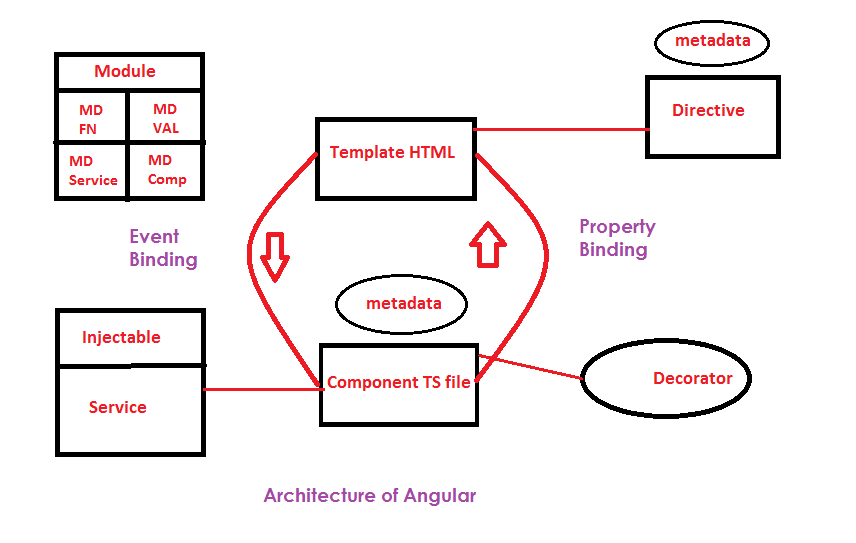 metadata
Module
Directive
MD
FN
MD
VAL
Template HTML
MD
Service
MD
Comp
Event
Binding
Property
Binding
metadata
Injectable
Component TS file
Decorator
Service
Architecture of Angular